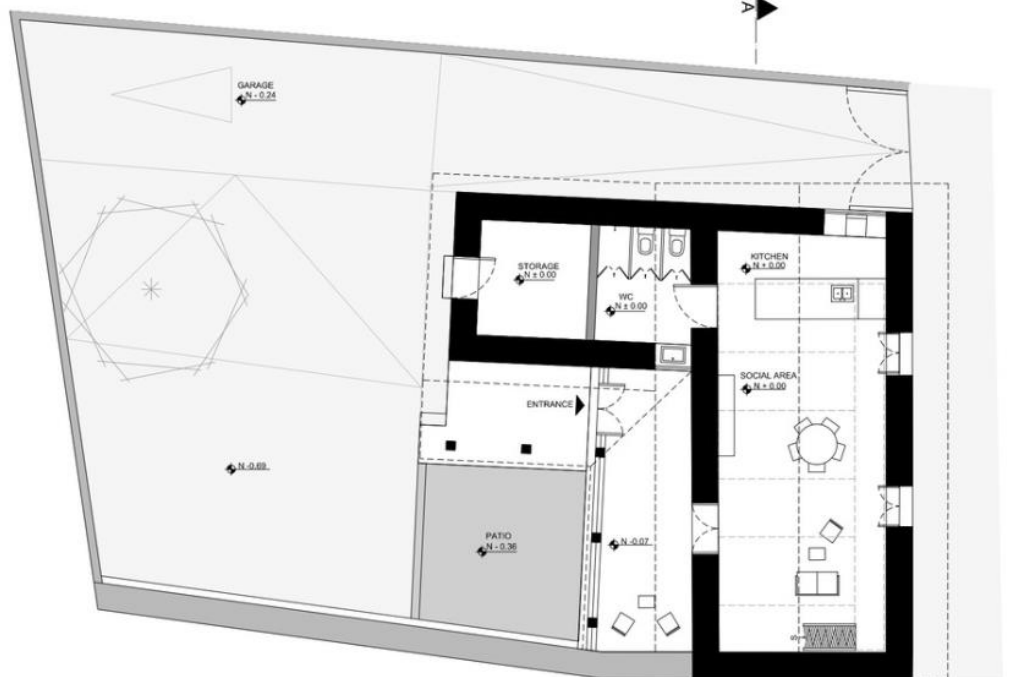 A
GARAGE
N - 0.24
STORAGE
N ± 0.00
WC
N ± 0.00
KITCHEN
N ± 0.00
SOCIAL AREA
N ± 0.00
ENTRANCE
N -0.69
PATIO
N - 0.36
N -0.07
S